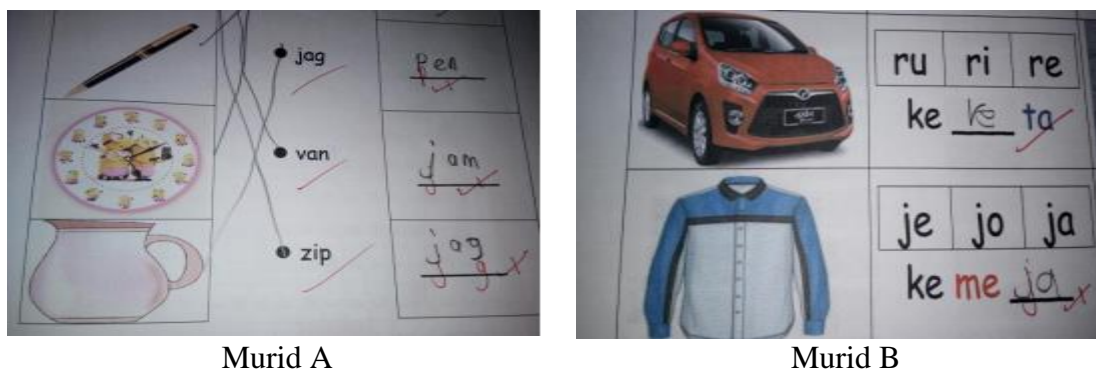 jag
pen
van
jam
zip
jag
Murid A
ru ri re
ke re ta
je jo ja
ke me ja
Murid B